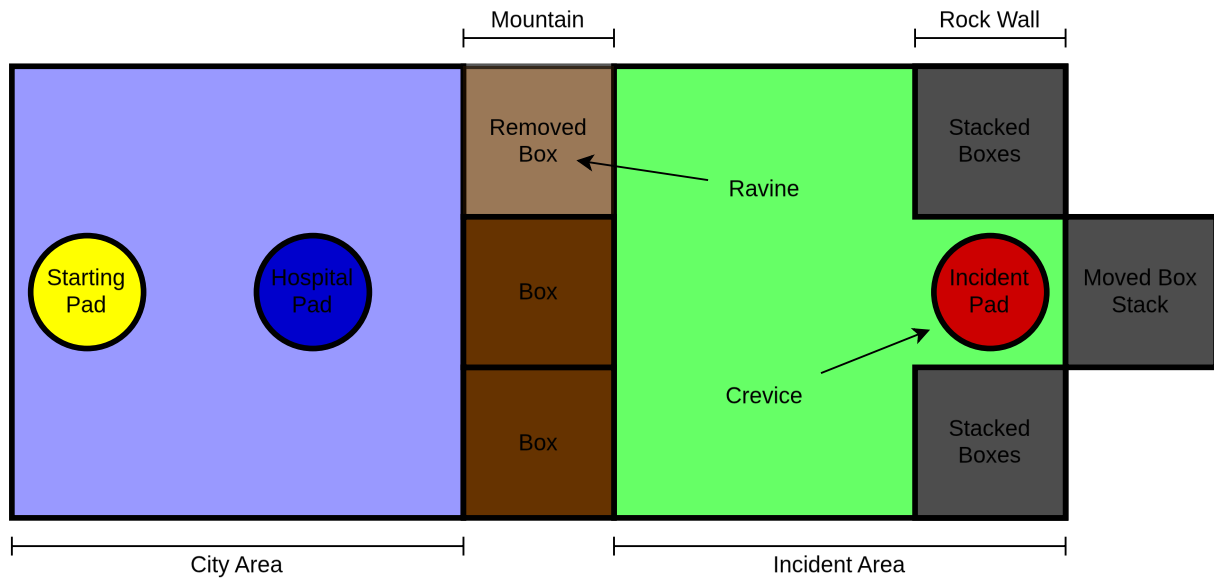 Mountain
Rock Wall
Removed
Box
Stacked
Boxes
Ravine
Starting
Pad
Hospital
Pad
Box
Incident
Pad
Moved Box
Stack
Crevice
Box
Stacked
Boxes
City Area
Incident Area